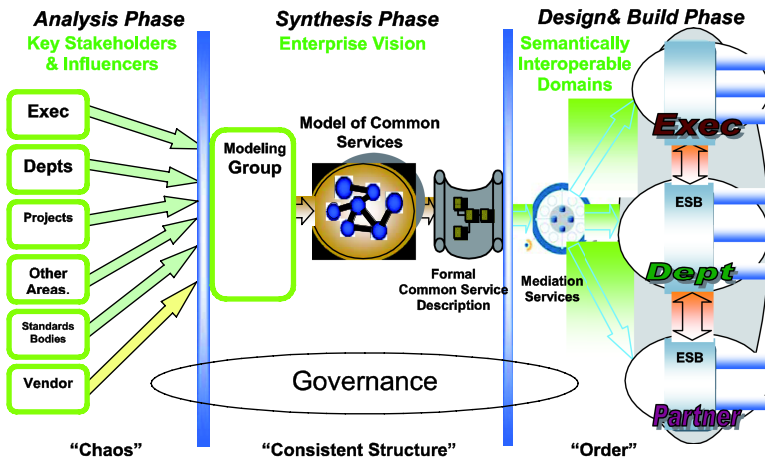 Analysis Phase
Key Stakeholders
& Influencers
Exec
Depts
Projects
Other
Areas.
Standards
Bodies
Vendor
“Chaos”
Synthesis Phase
Enterprise Vision
Modeling
Group
Model of Common
Services
Formal
Common Service
Description
Governance
“Consistent Structure”
Design& Build Phase
Semantically
Interoperable
Domains
Mediation
Services
Exec
ESB
Dept
ESB
Partner
“Order”